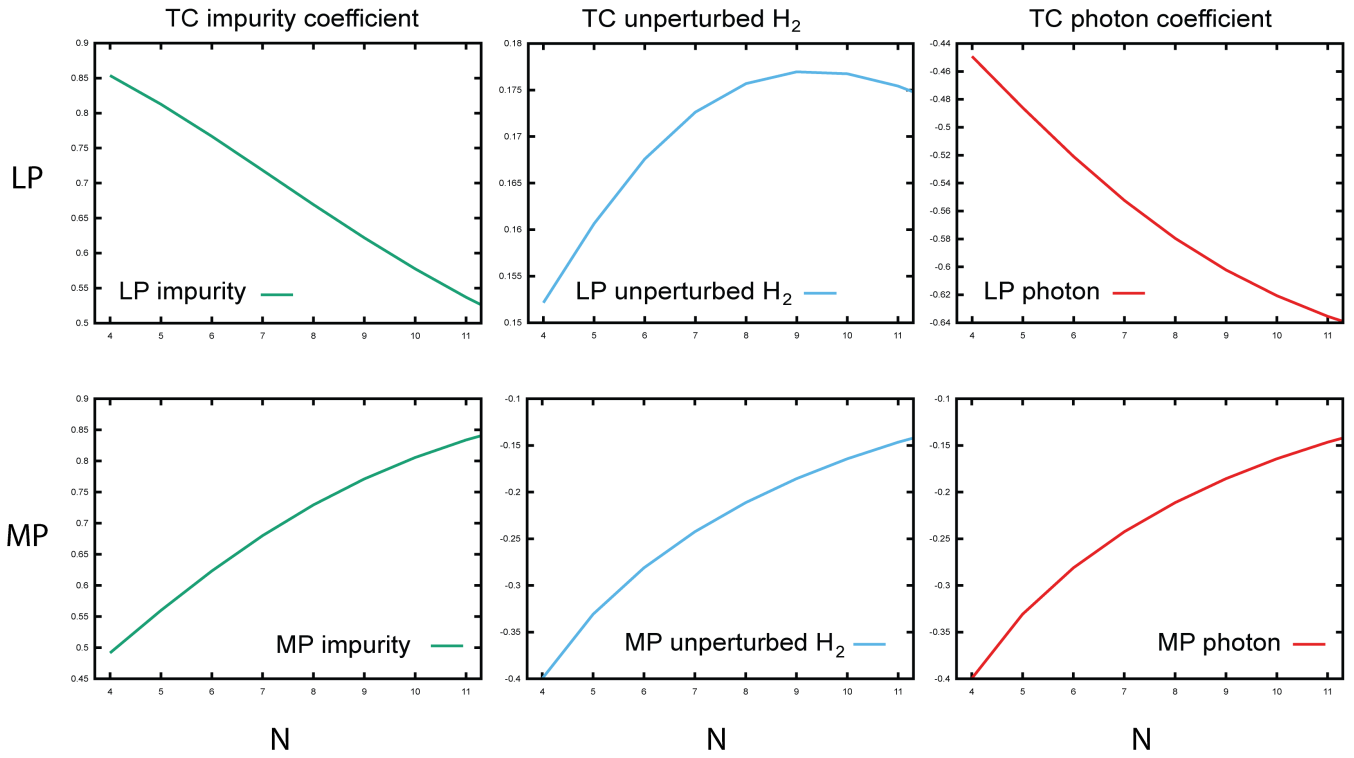 TC impurity coefficient
TC unperturbed H2
TC photon coefficient
LP
0.9
0.85
0.8
0.75
0.7
0.65
0.6
0.55
0.5
LP impurity
4 5 6 7 8 9 10 11
0.18
0.175
0.17
0.165
0.16
0.155
0.15
LP unperturbed H2
4 5 6 7 8 9 10 11
-0.44
-0.46
-0.48
-0.5
-0.52
-0.54
-0.56
-0.58
-0.6
-0.62
-0.64
LP photon
4 5 6 7 8 9 10 11
MP
0.9
0.85
0.8
0.75
0.7
0.65
0.6
0.55
0.5
0.45
MP impurity
4 5 6 7 8 9 10 11
-0.1
-0.15
-0.2
-0.25
-0.3
-0.35
-0.4
MP unperturbed H2
4 5 6 7 8 9 10 11
-0.1
-0.15
-0.2
-0.25
-0.3
-0.35
-0.4
MP photon
4 5 6 7 8 9 10 11
N
N
N